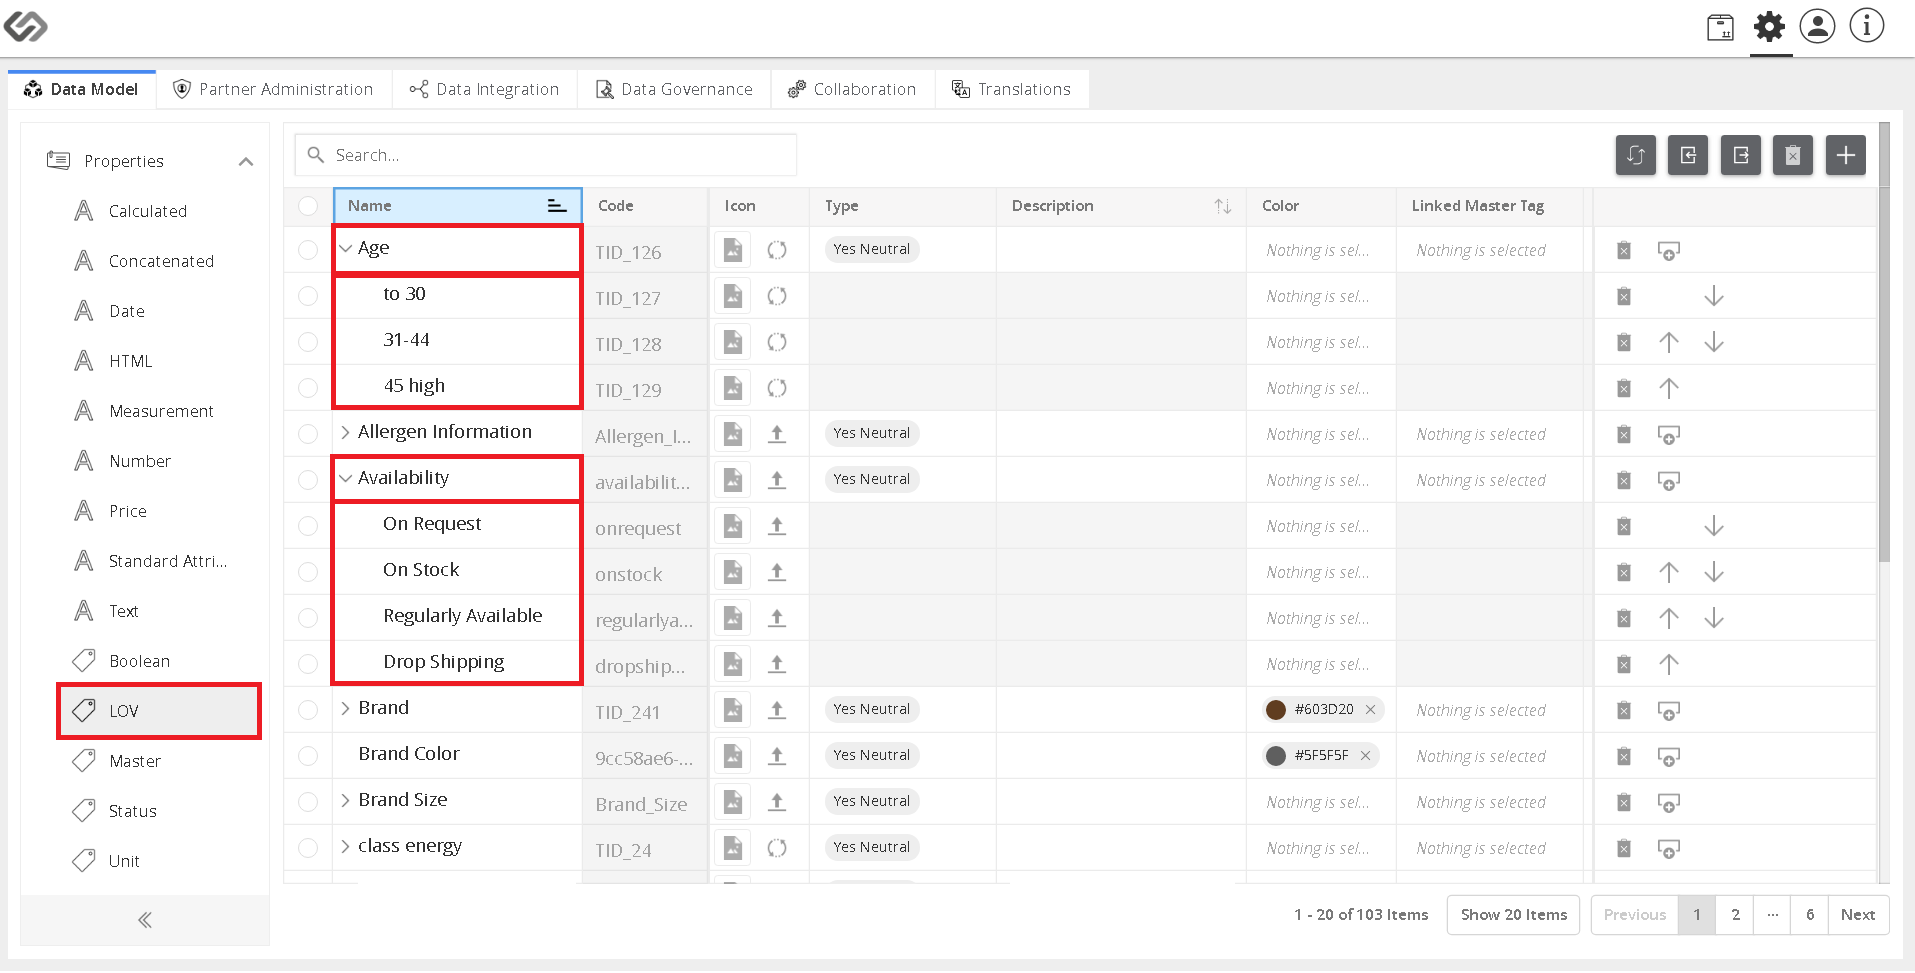 Data Model
Partner Administration
Data Integration
Data Governance
Collaboration
Translations
Properties
Calculated
Concatenated
Date
HTML
Measurement
Number
Price
Standard Attri...
Text
Boolean
LOV
Master
Status
Unit
Search...
Name Code Icon Type Description Color Linked Master Tag
Age TID_126 Yes Neutral Nothing is sel... Nothing is selected
to 30 TID_127 Nothing is sel...
31-44 TID_128 Nothing is sel...
45 high TID_129 Nothing is sel...
Allergen Information Allergen_I... Yes Neutral Nothing is sel... Nothing is selected
Availability availabilit... Yes Neutral Nothing is sel... Nothing is selected
On Request onrequest Nothing is sel...
On Stock onstock Nothing is sel...
Regularly Available regularlya... Nothing is sel...
Drop Shipping dropship... Nothing is sel...
Brand TID_241 Yes Neutral #603D20 Nothing is selected
Brand Color 9cc58ae6-... Yes Neutral #5F5F5F Nothing is selected
Brand Size Brand_Size Yes Neutral Nothing is sel... Nothing is selected
class energy TID_24 Yes Neutral Nothing is sel... Nothing is selected
1 - 20 of 103 Items Show 20 Items Previous 1 2 ... 6 Next